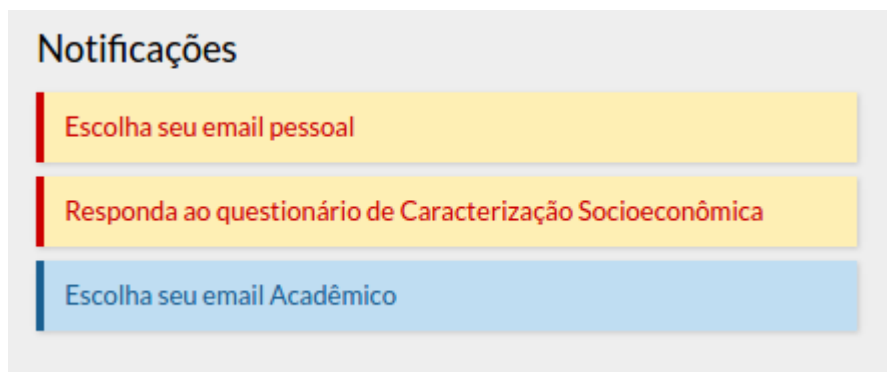 Notificações
Escolha seu email pessoal
Responda ao questionário de Caracterização Socioeconômica
Escolha seu email Acadêmico